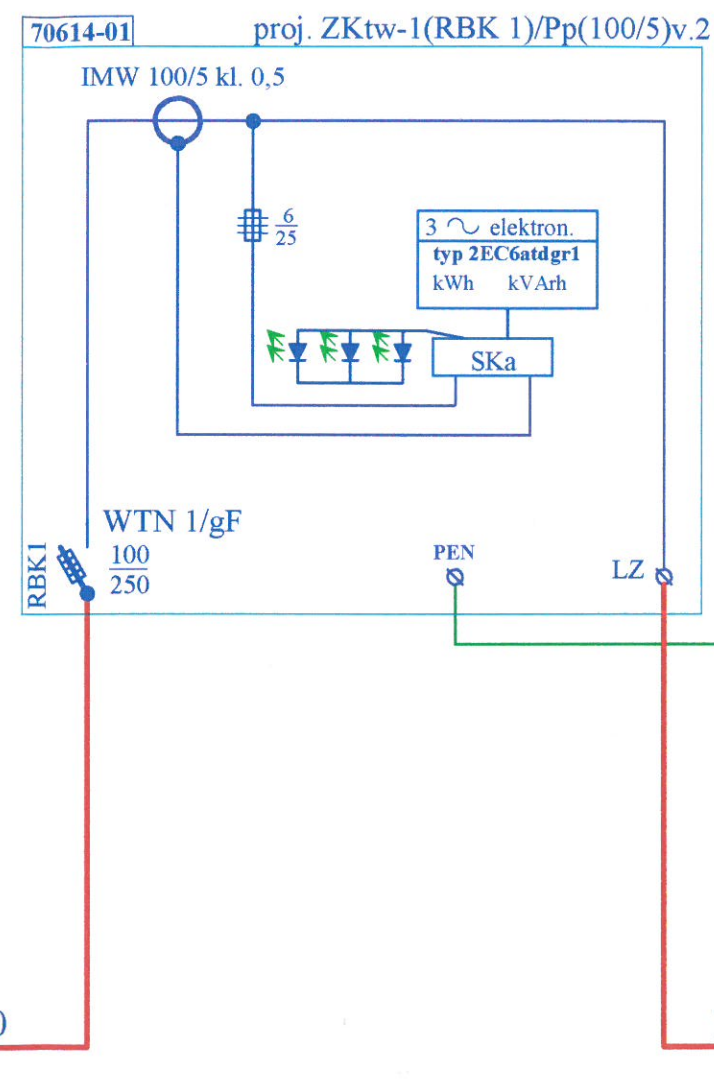 70614-01 proj. ZKtw-1(RBK 1)/Pp(100/5)v.2
IMW 100/5 kl. 0,5
6
25
3 elektron.
typ 2EC6atdgr1
kWh kVArh
SKa
WTN 1/gF
100
250
RBK1
PEN
LZ
)